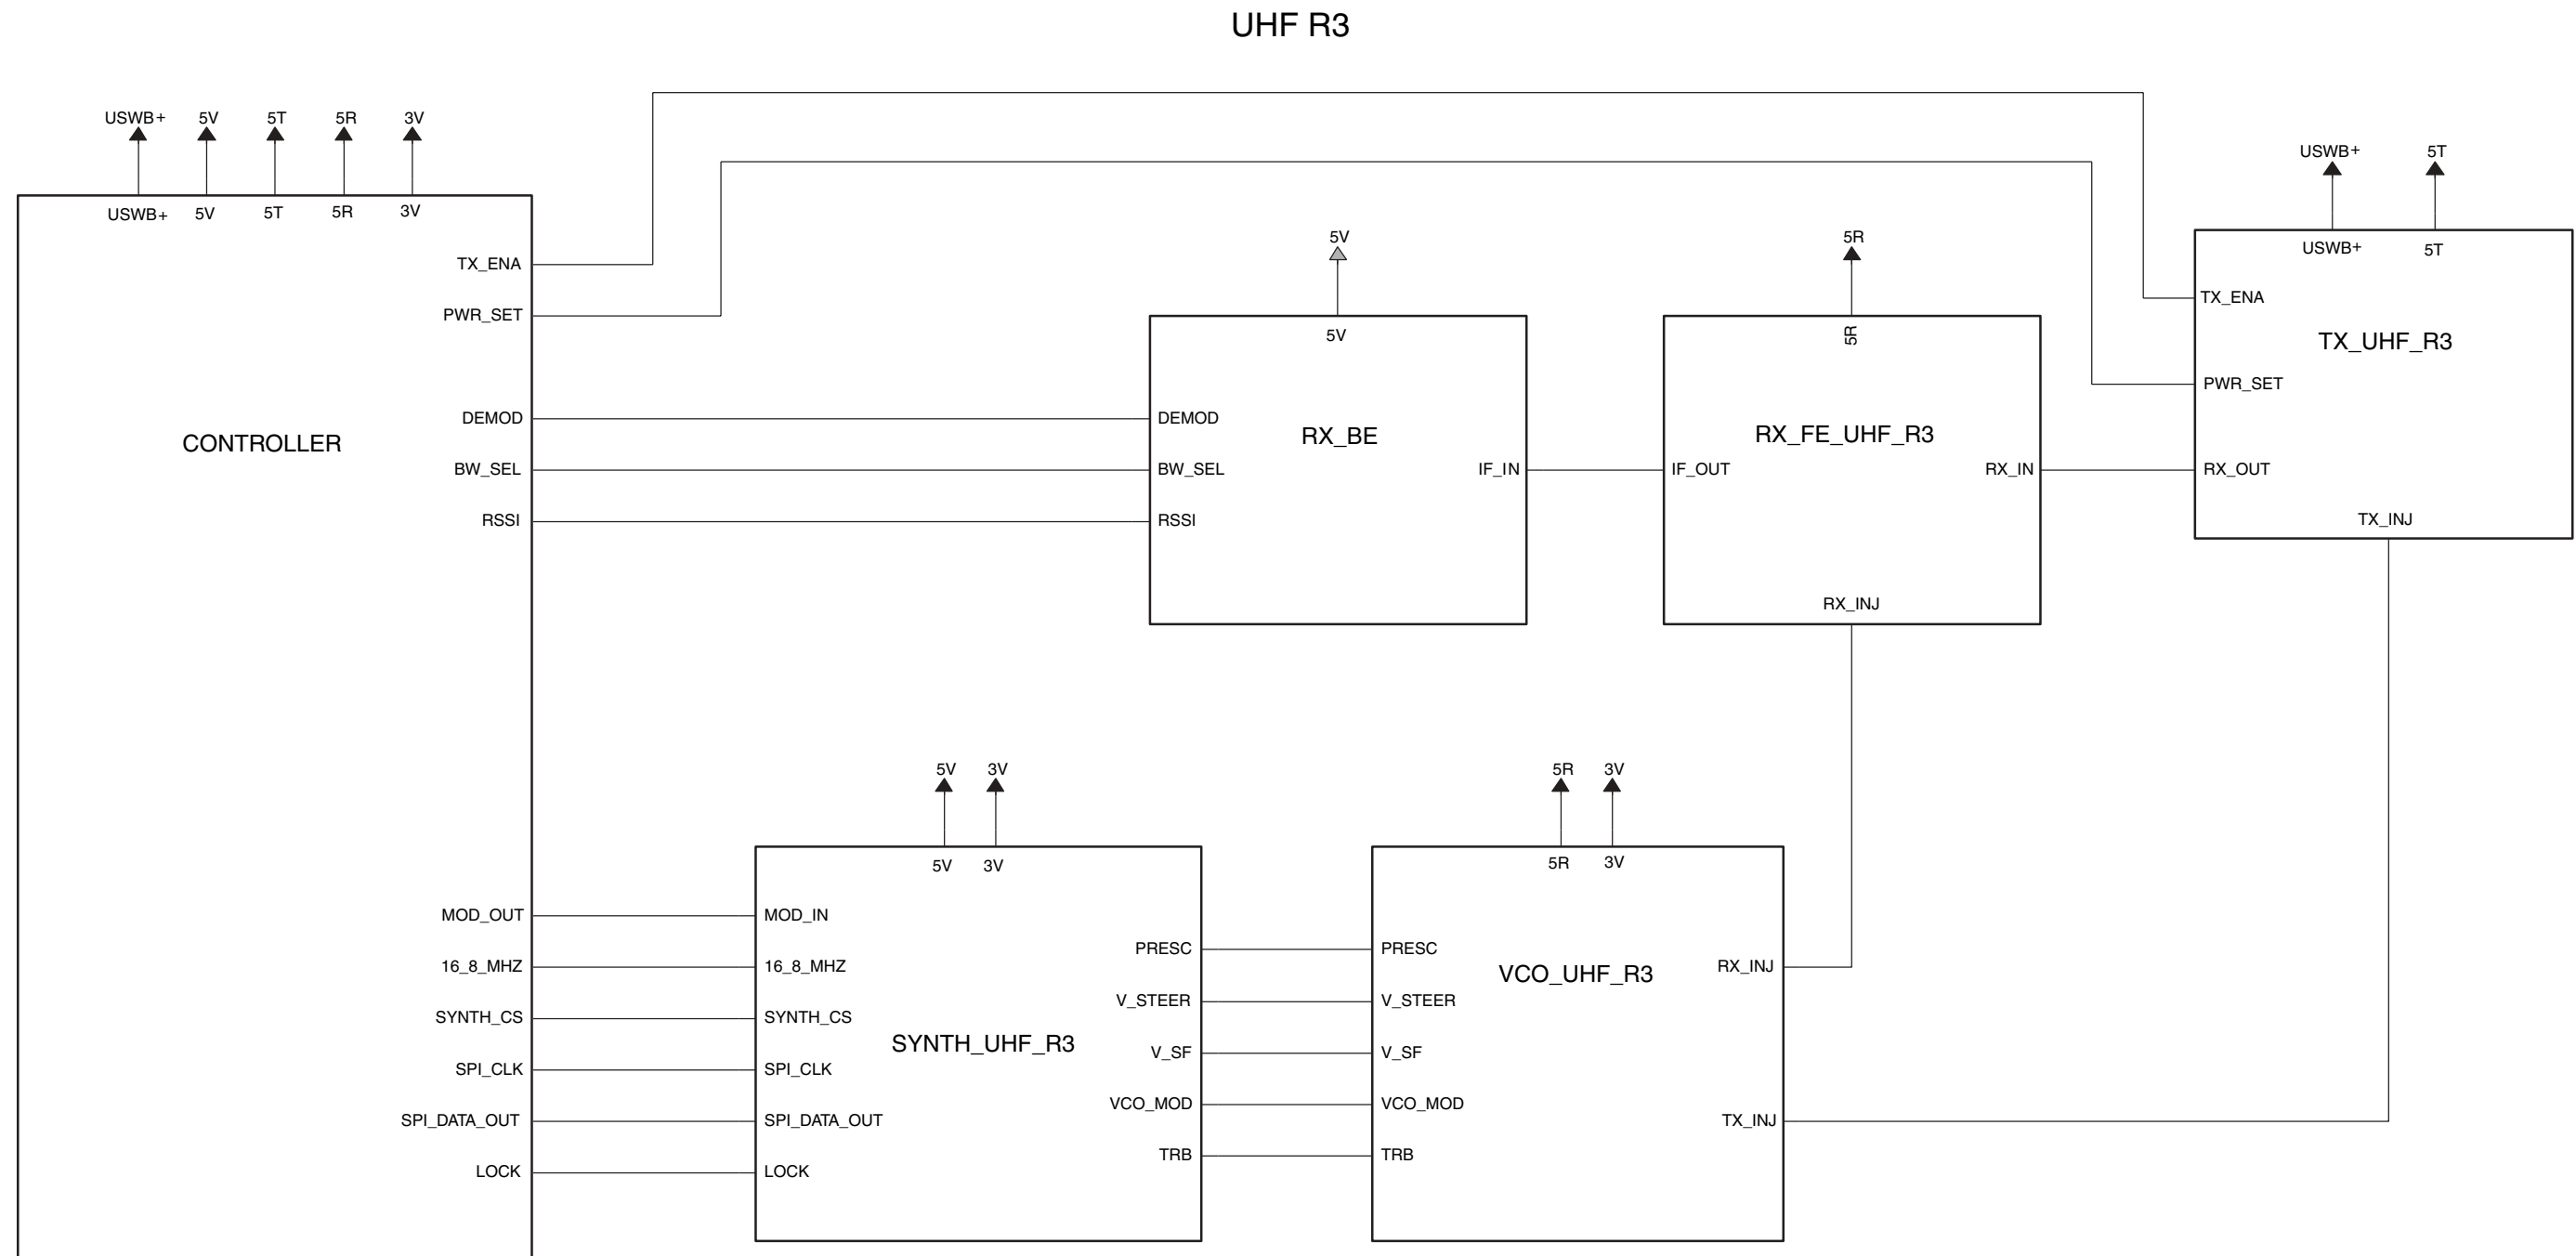 UHF R3
USWB+ 5V 5T 5R 3V
USWB+ 5V 5T 5R 3V
TX_ENA
PWR_SET
DEMOD
CONTROLLER
BW_SEL
RSSI
MOD_OUT
16_8_MHZ
SYNTH_CS
SPI_CLK
SPI_DATA_OUT
LOCK
5V
5V
DEMOD
RX_BE
BW_SEL
IF_IN
RSSI
5R
5R
RX_FE_UHF_R3
IF_OUT
RX_IN
RX_INJ
USWB+ 5T
USWB+ 5T
TX_ENA
TX_UHF_R3
PWR_SET
RX_OUT
TX_INJ
5V 3V
5V 3V
MOD_IN
16_8_MHZ
SYNTH_CS
SPI_CLK
SPI_DATA_OUT
LOCK
SYNTH_UHF_R3
PRESC
V_STEER
V_SF
VCO_MOD
TRB
5R 3V
5R 3V
PRESC
V_STEER
V_SF
VCO_MOD
TRB
VCO_UHF_R3
RX_INJ
TX_INJ